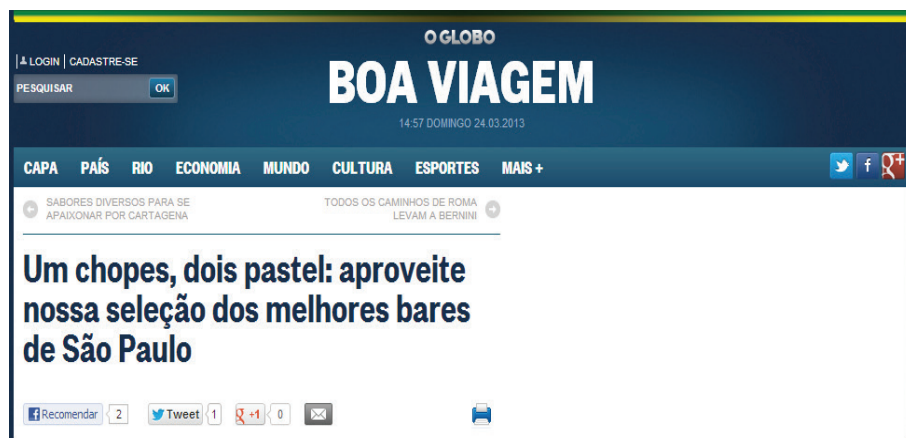 O GLOBO
LOGIN | CADASTRE-SE
PESQUISAR OK
BOA VIAGEM
14:57 DOMINGO 24.03.2013
CAPA PAÍS RIO ECONOMIA MUNDO CULTURA ESPORTES MAIS +
SABORES DIVERSOS PARA SE
APAIXONAR POR CARTAGENA
TODOS OS CAMINHOS DE ROMA
LEVAM A BERNINI
Um chopes, dois pastel: aproveite
nossa seleção dos melhores bares
de São Paulo
Recomendar 2 Tweet 1 +1 0